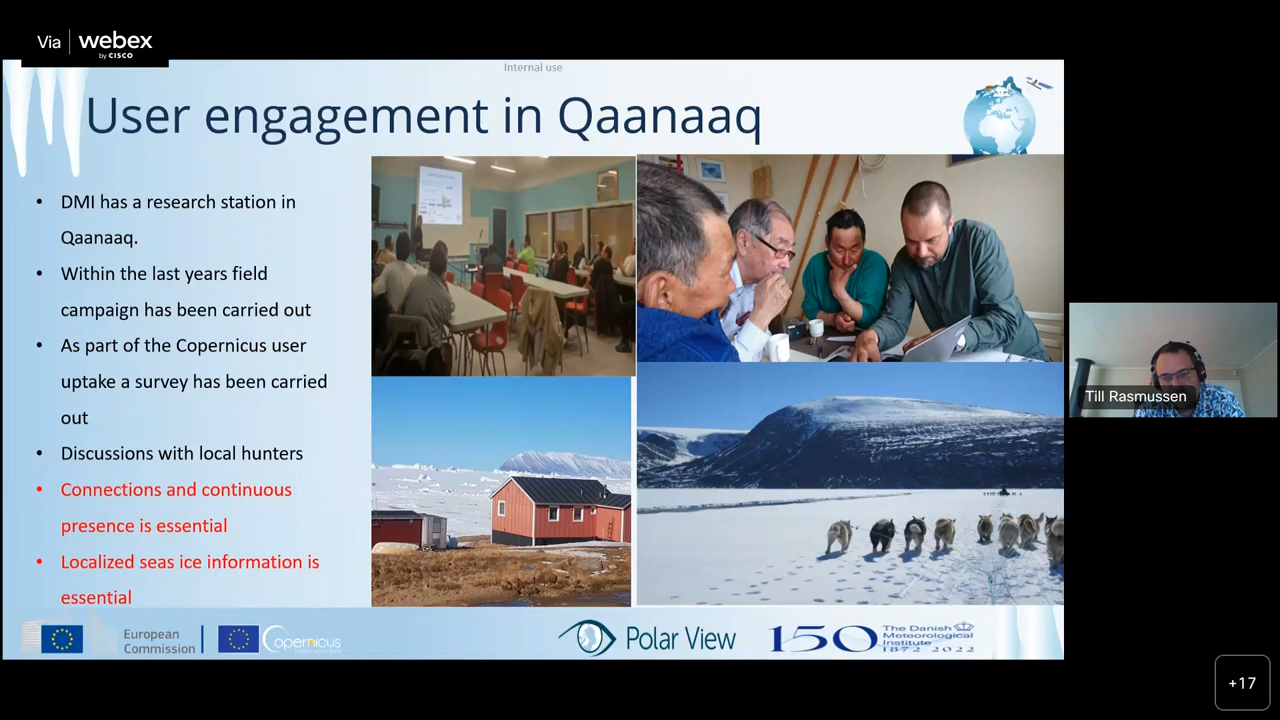 Via webex
by CISCO
Internal use
User engagement in Qaanaaq
• DMI has a research station in
Qaanaaq.
• Within the last years field
campaign has been carried out
• As part of the Copernicus user
uptake a survey has been carried
out
• Discussions with local hunters
• Connections and continuous
presence is essential
• Localized seas ice information is
essential
Till Rasmussen
European
Commission
opernicus
Polar View
150
The Danish
Meteorological
Institute
1872 2022
+17